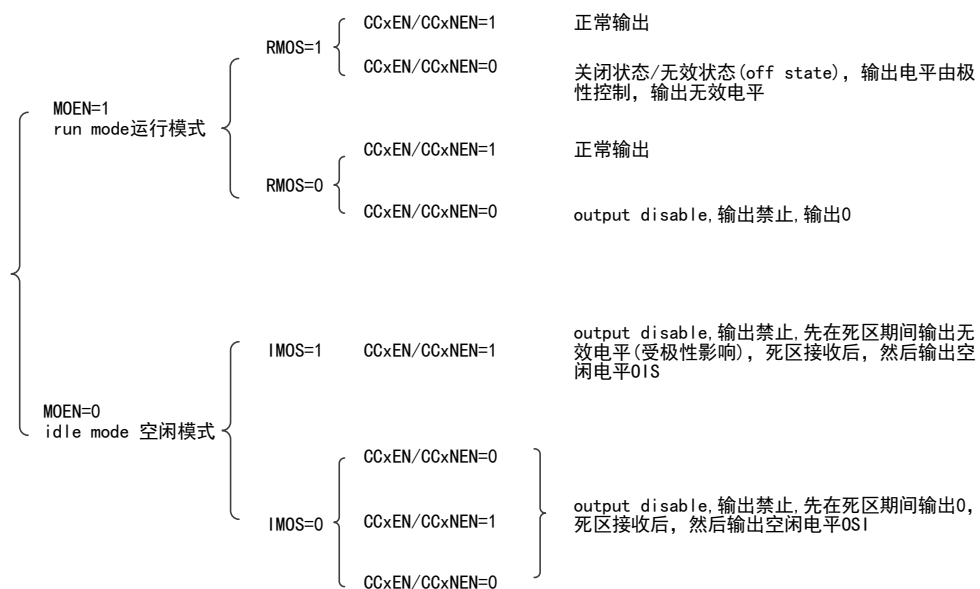 CCxEN/CCxNEN=1 正常输出
RMOS=1
CCxEN/CCxNEN=0 关闭状态/无效状态(off state),输出电平由极
性控制,输出无效电平
MOEN=1
run mode运行模式
CCxEN/CCxNEN=1 正常输出
RMOS=0
CCxEN/CCxNEN=0 output disable,输出禁止,输出0
IMOS=1 CCxEN/CCxNEN=1 output disable,输出禁止,先在死区期间输出无
效电平(受极性影响),死区接收后,然后输出空
闲电平OIS
MOEN=0
idle mode 空闲模式
CCxEN/CCxNEN=0
IMOS=0 CCxEN/CCxNEN=1 output disable,输出禁止,先在死区期间输出0,
死区接收后,然后输出空闲电平OSI
CCxEN/CCxNEN=0